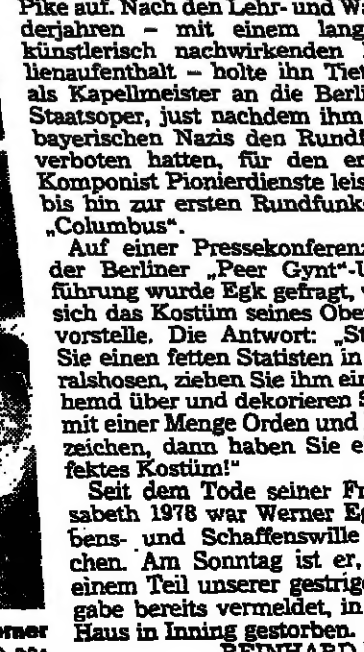 Pike auf. Nach den Lehr- und Wa
derjahren – mit einem lang
künstlerisch nachwirkenden
lienaufenthalt – holte ihn Tiet
als Kapellmeister an die Berli
Staatsoper, just nachdem ihm
bayerischen Nazis den Rundf
verboten hatten, für den er
Komponist Pionierdienste leis
bis hin zur ersten Rundfunk
„Columbus“.
Auf einer Pressekonferenz
der Berliner „Peer Gynt“-U
führung wurde Egk gefragt, w
sich das Kostüm seines Ober
vorstelle. Die Antwort: „St
Sie einen fetten Statisten in
ralshosen, ziehen Sie ihm ein
hemd über und dekorieren S
mit einer Menge Orden und
zeichen, dann haben Sie e
fektes Kostüm!“
Seit dem Tode seiner Fr
sabeth 1978 war Werner Eg
bens- und Schaffenswille
chen. Am Sonntag ist er,
einem Teil unserer gestrige
gabe bereits vermeldet, in
Haus in Inning gestorben.
REINHARD